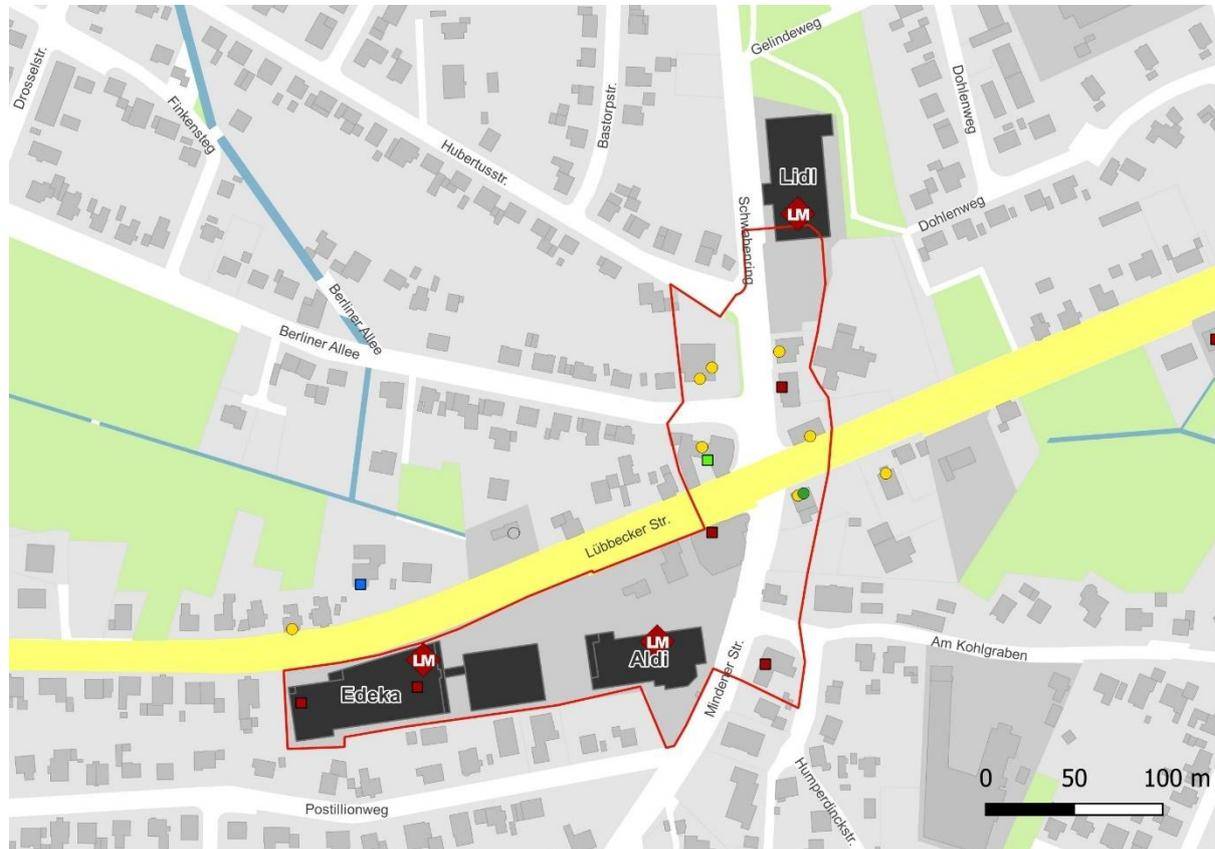 Drosselstr.
Finkensteg
Hubertusstr.
Bastorpstr.
Gelindeweg
Dohlenweg
Lidl
LM
Schwabenring
Dohlenweg
Berliner Allee
Berliner Allee
Lübbecker Str.
LM
Aldi
LM
Edeka
Mindener Str.
Am Kohlgraben
Humperdinckstr.
Postillionweg
0 50 100 m